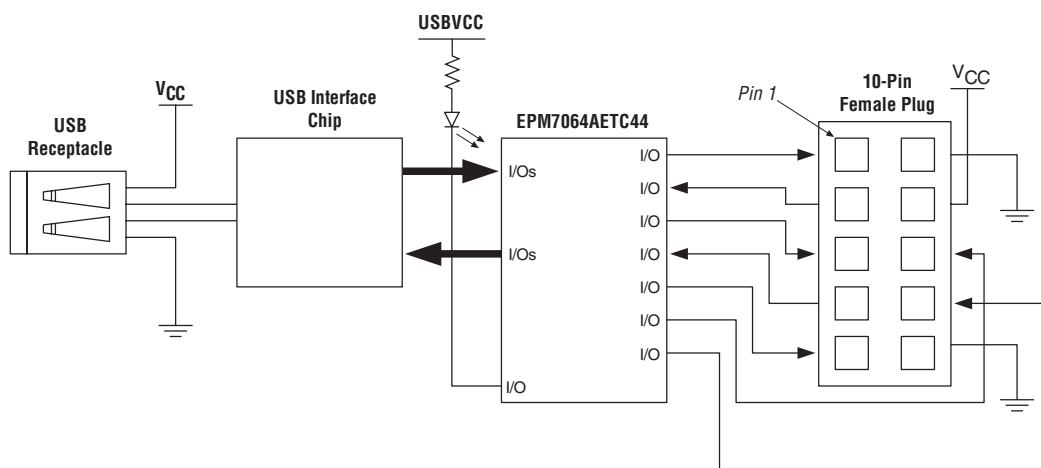 USBVCC
VCC
USB
Receptacle
USB Interface
Chip
EPM7064AETC44
I/Os
I/Os
I/O
I/O
I/O
I/O
I/O
I/O
I/O
I/O
Pin 1
10-Pin
Female Plug
VCC